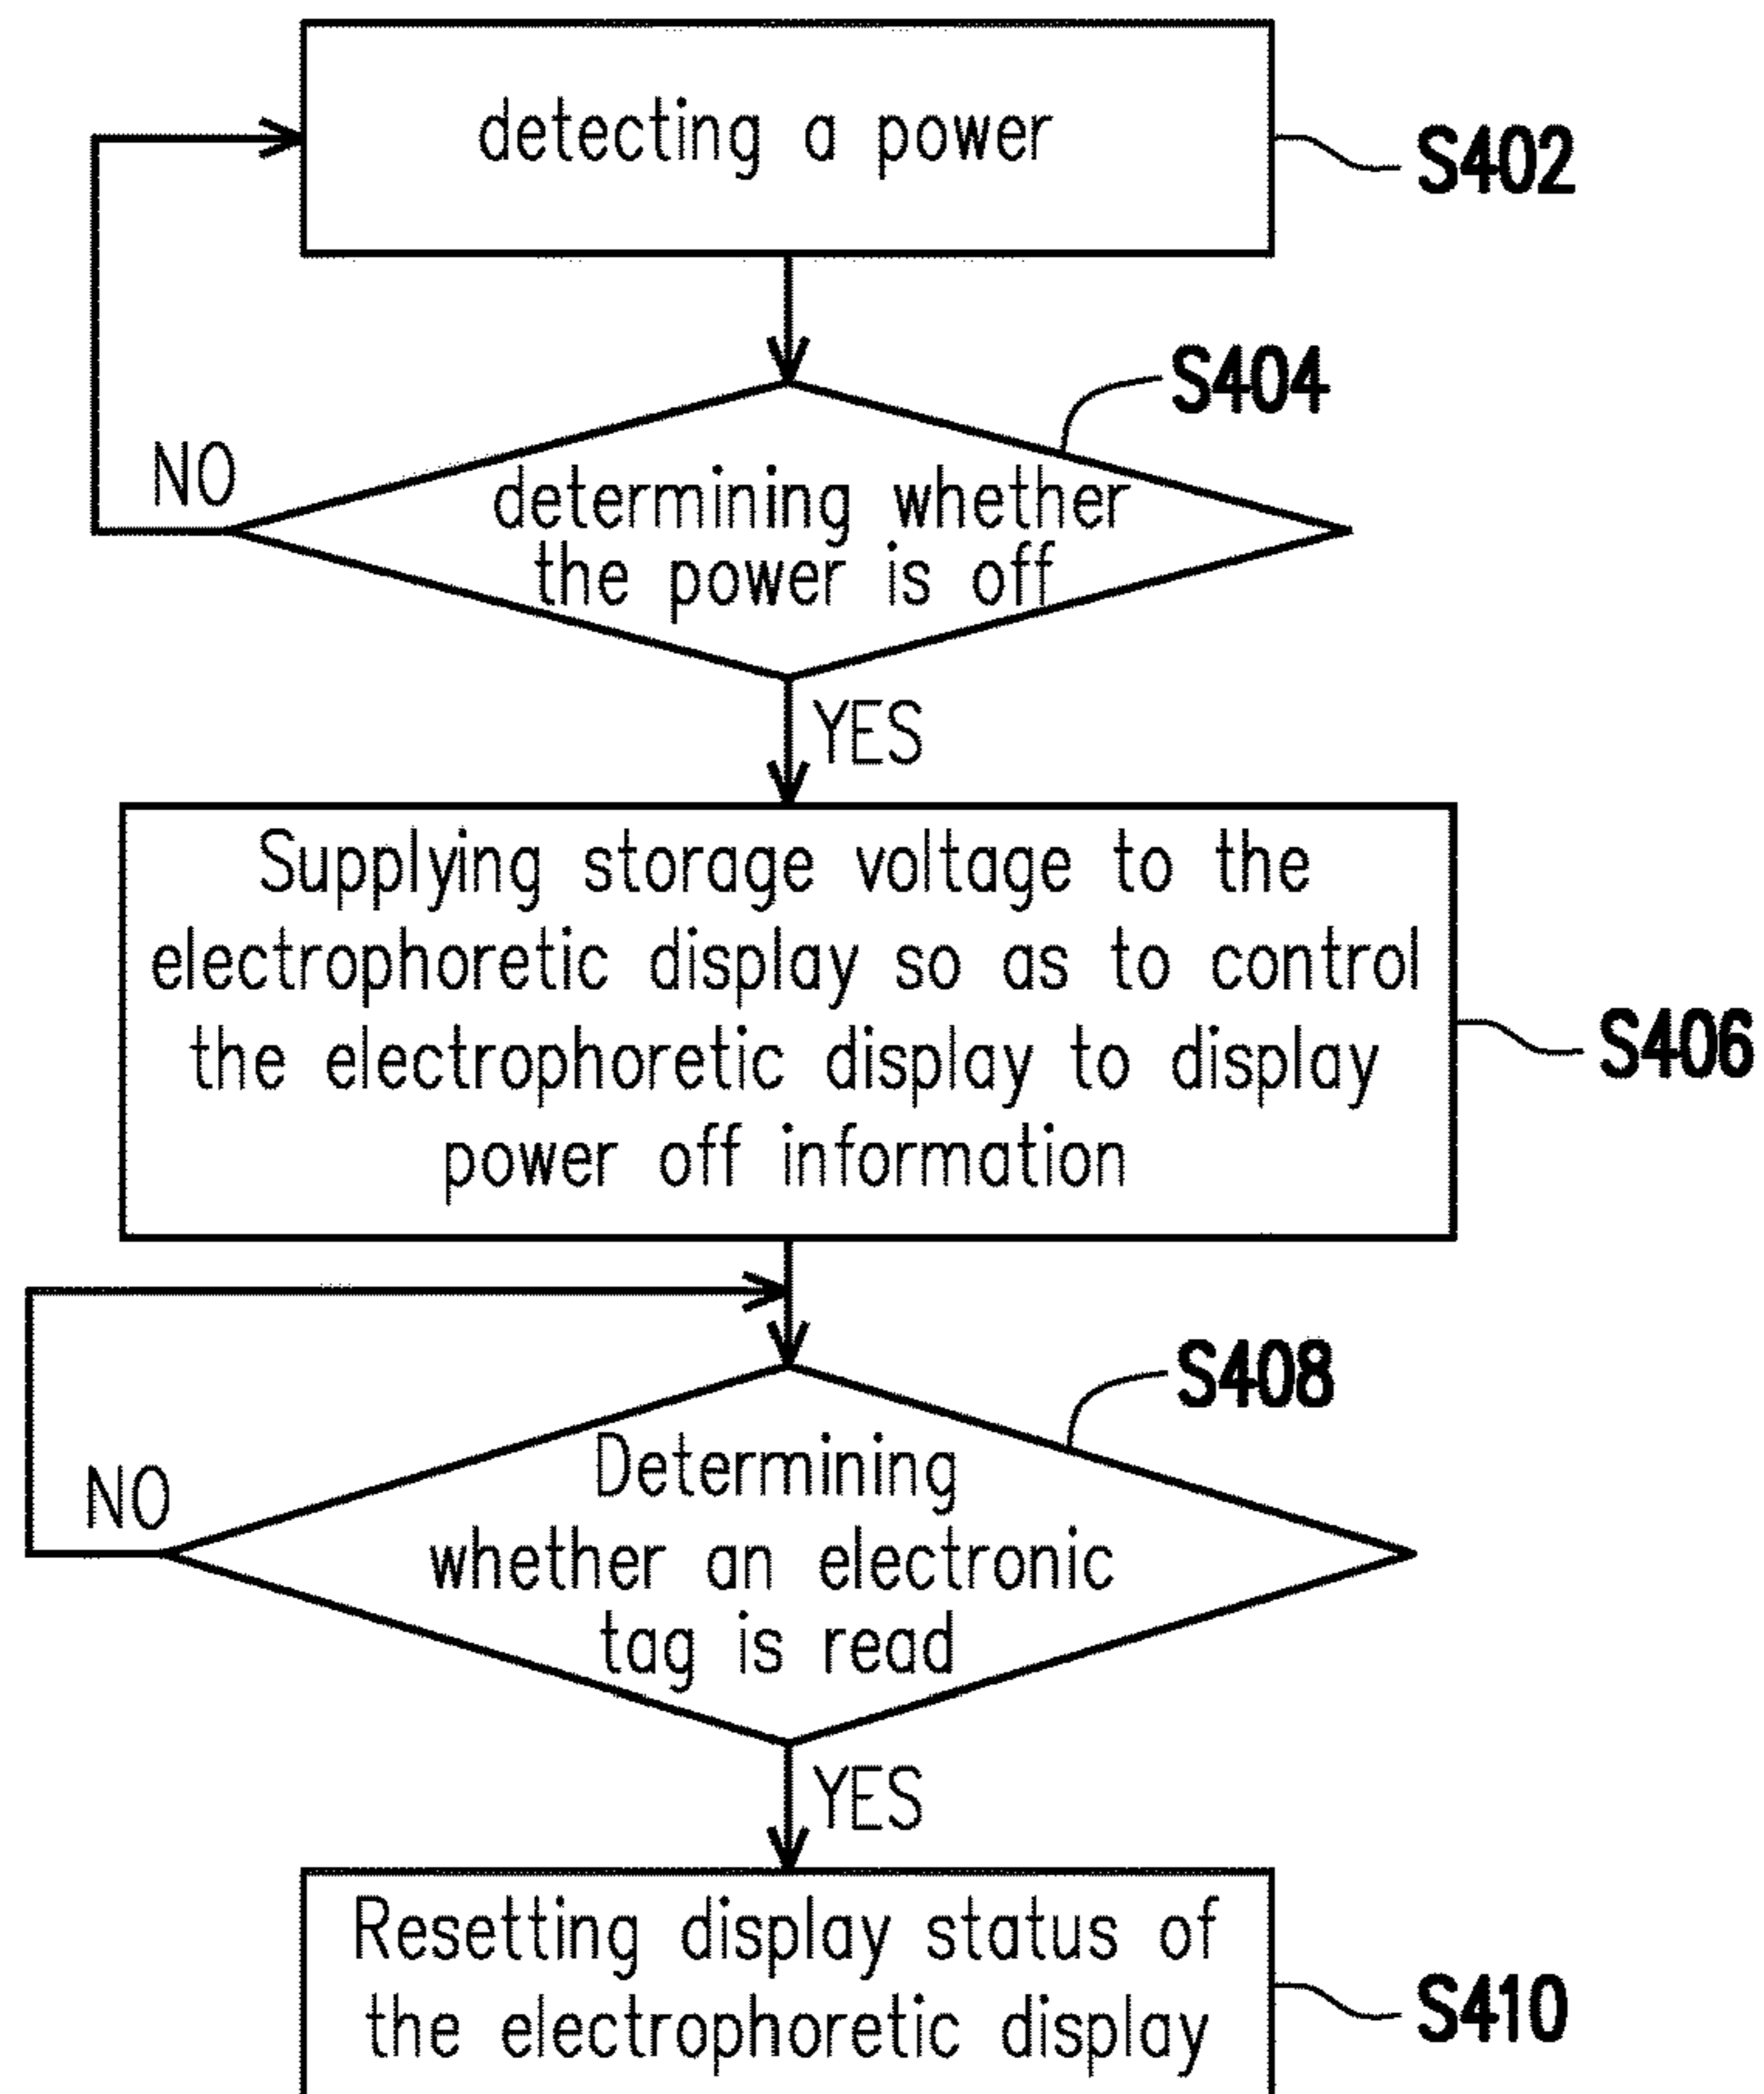 detecting a power
S402
S404
NO
determining whether
the power is off
YES
Supplying storage voltage to the
electrophoretic display so as to control
the electrophoretic display to display
power off information
S406
S408
NO
Determining
whether an electronic
tag is read
YES
Resetting display status of
the electrophoretic display
S410